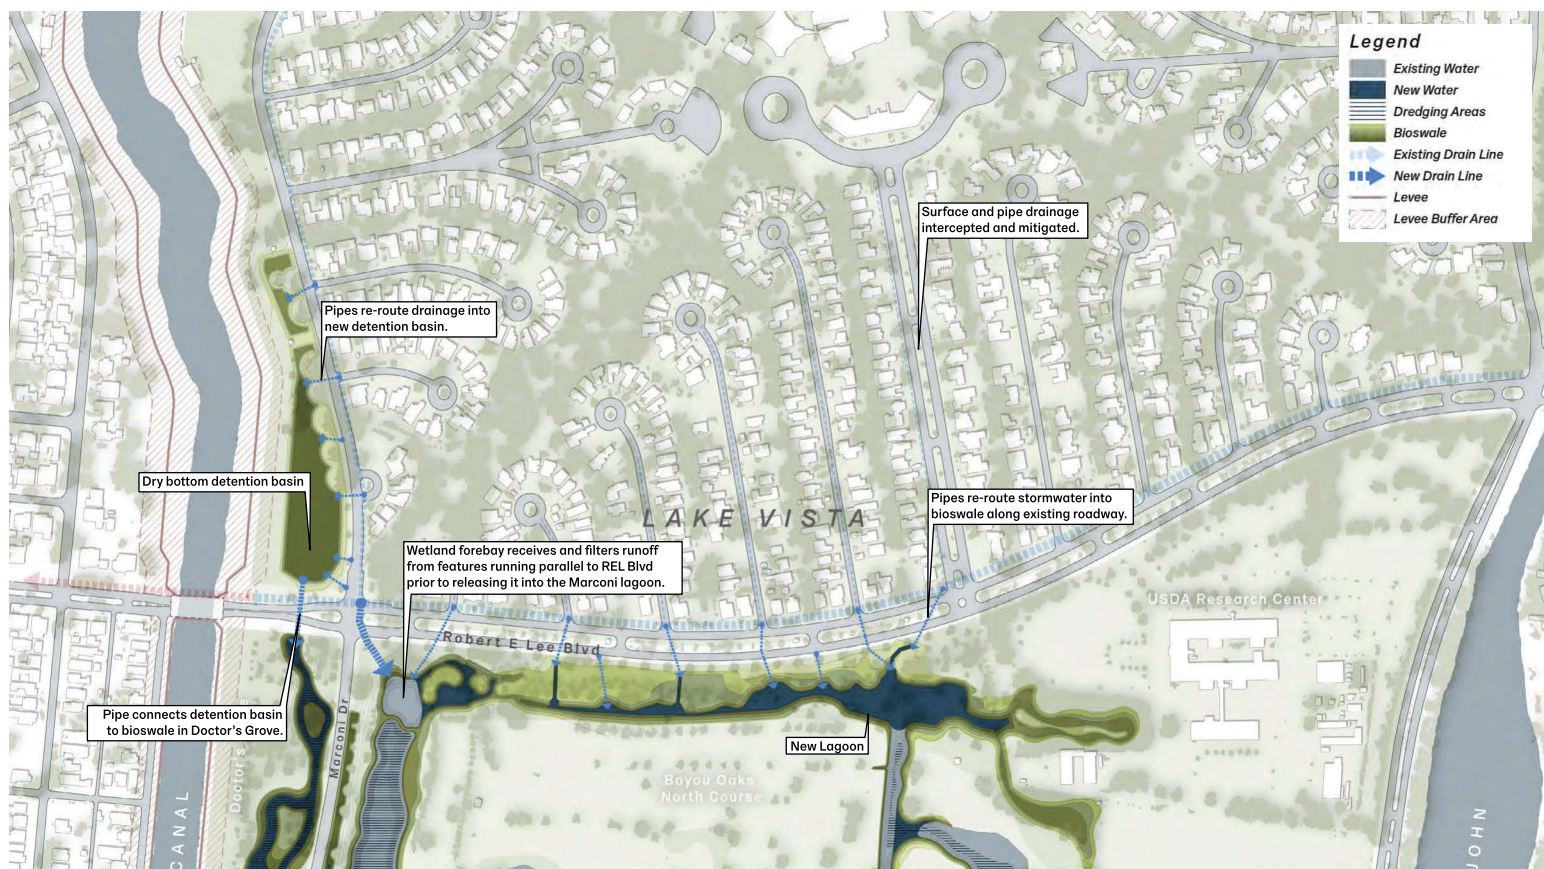 Legend
Existing Water
New Water
Dredging Areas
Bioswale
Existing Drain Line
New Drain Line
Levee
Levee Buffer Area
Surface and pipe drainage
intercepted and mitigated.
Pipes re-route drainage into
new detention basin.
Dry bottom detention basin
Pipes re-route stormwater into
bioswale along existing roadway.
LAKE VISTA
Wetland forebay receives and filters runoff
from features running parallel to REL Blvd
prior to releasing it into the Marconi lagoon.
USDA Research Center
Robert E Lee Blvd
Pipe connects detention basin
to bioswale in Doctor's Grove.
Marconi Dr
New Lagoon
Doctor's
Bayou Oaks
North Course
CANAL
JOHN